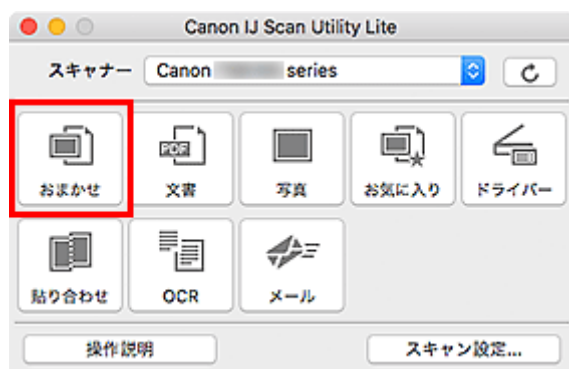 Canon IJ Scan Utility Lite
スキャナー Canon series
おまかせ 文書 写真 お気に入り ドライバー
貼り合わせ OCR メール
操作説明 スキャン設定...
PDF